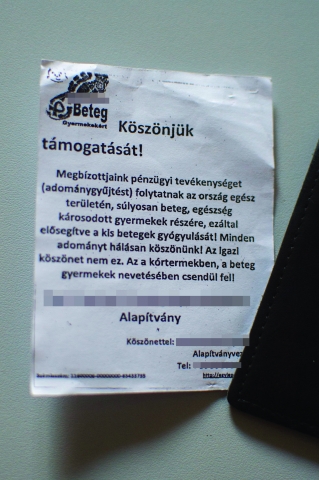 Beteg
Gyermekekért
Köszönjük
támogatását!
Megbízottjaink pénzügyi tevékenységet
(adománygyűjtést) folytatnak az ország egész
területén, súlyosan beteg, egészség
károsodott gyermekek részére, ezáltal
elősegítve a kis betegek gyógyulását! Minden
adományt hálásan köszönünk! Az igazi
köszönet nem ez. Az a kórtermekben, a beteg
gyermekek nevetésében csendül fel!
Alapítvány
Köszönettel:
Alapítványvez
Tel: